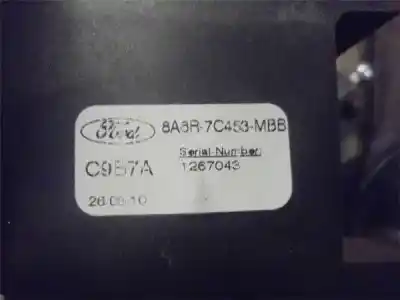 Ford 8A6R-7C453-MBB
Serial Number:
C9B7A 1267043
26.05.10